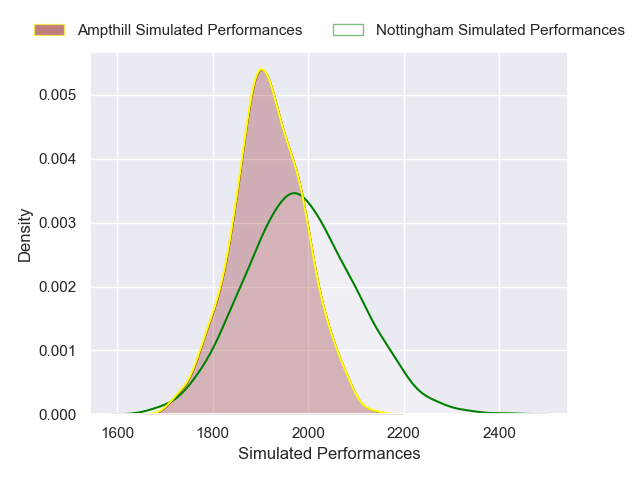 Ampthill Simulated Performances Nottingham Simulated Performances
0.005
0.004
0.003
0.002
0.001
0.000
Density
1600 1800 2000 2200 2400
Simulated Performances